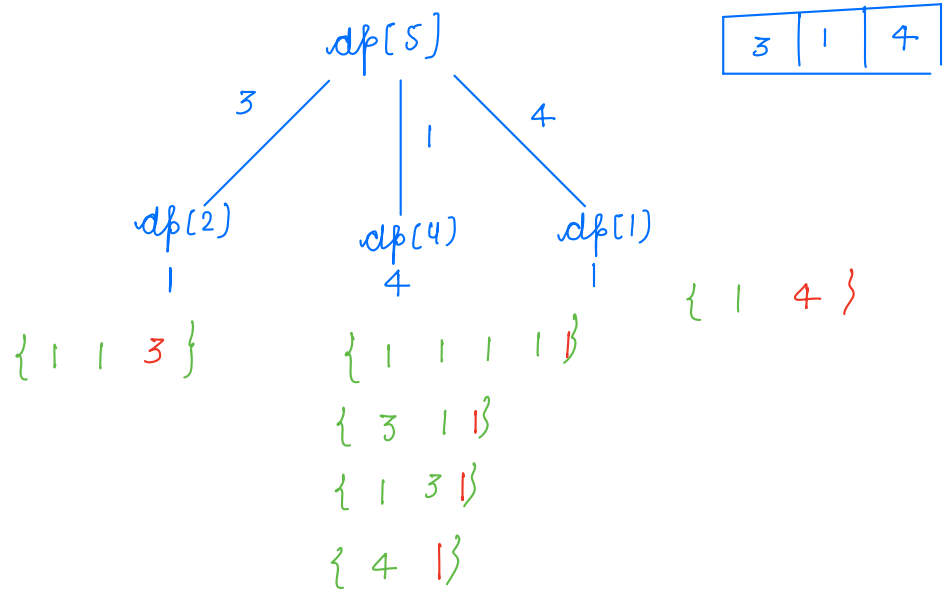 dp[5]
3 1 4
3 1 4
dp(2) dp(4) dp(1)
1 4 1
{ 1 4 }
{ 1 1 3 }
{ 1 1 1 1 1 }
{ 3 1 1 }
{ 1 3 1 }
{ 4 1 }